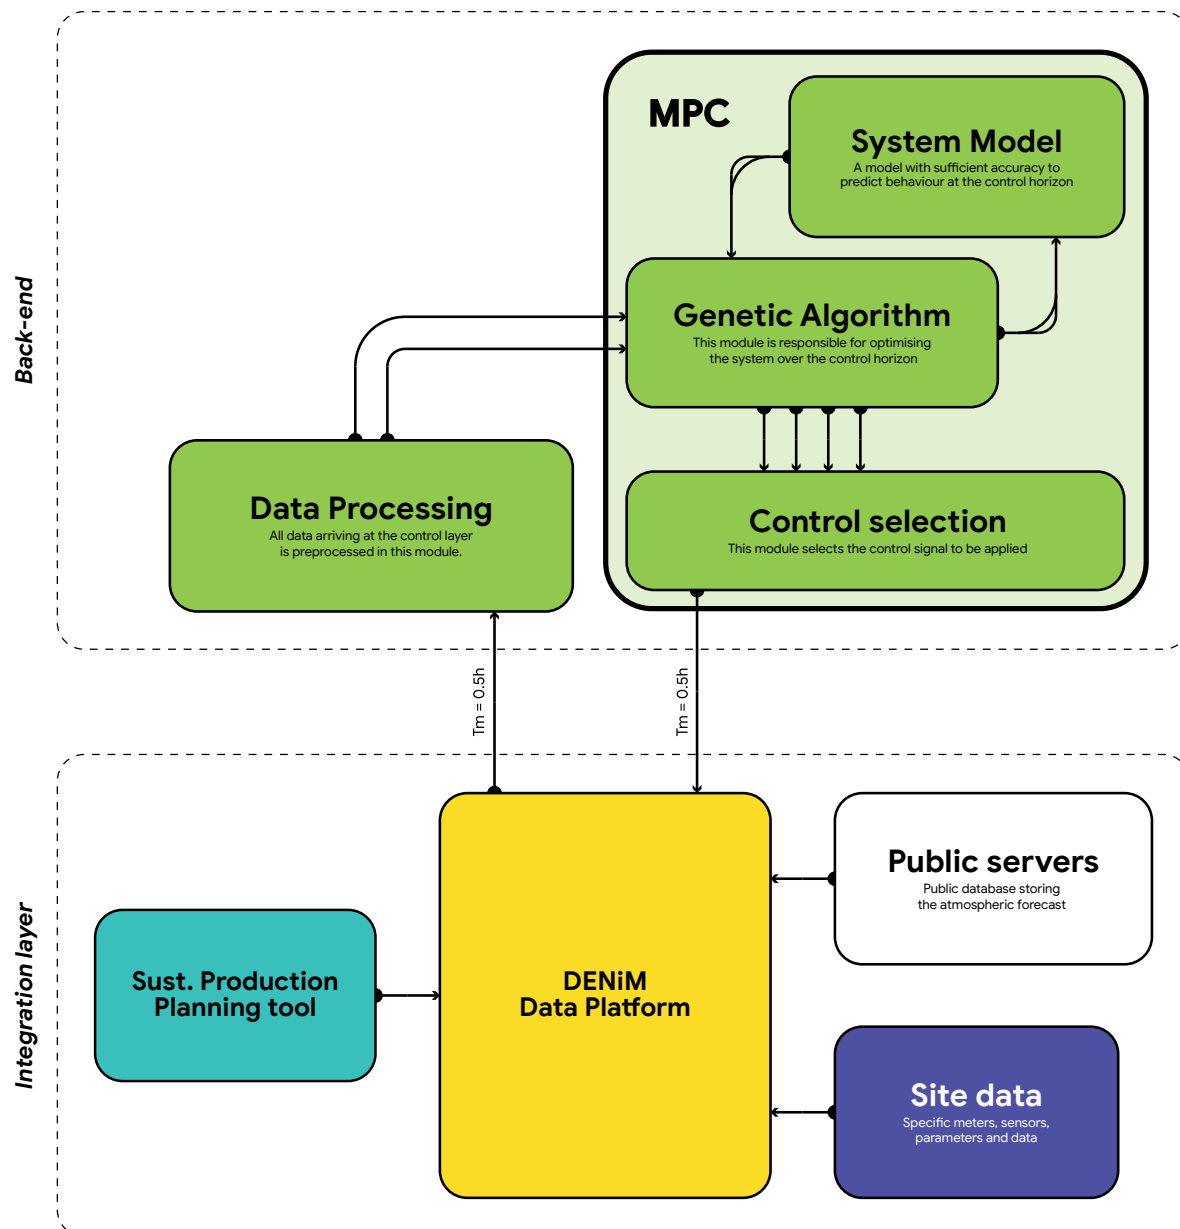 Back-end
MPC
System Model
A model with sufficient accuracy to
predict behaviour at the control horizon
Genetic Algorithm
This module is responsible for optimising
the system over the control horizon
Data Processing
All data arriving at the control layer
is preprocessed in this module.
Control selection
This module selects the control signal to be applied
Tm = 0.5h
Tm = 0.5h
Integration layer
Public servers
Public database storing
the atmospheric forecast
Sust. Production
Planning tool
DENiM
Data Platform
Site data
Specific meters, sensors,
parameters and data